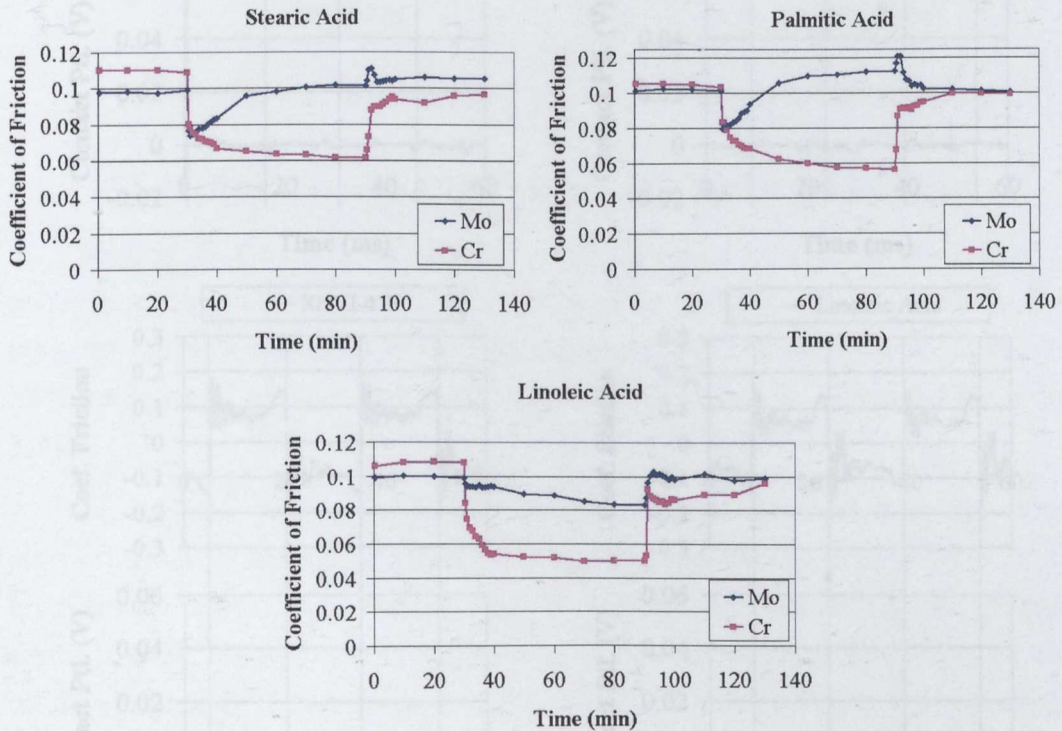 Stearic Acid
Coefficient of Friction
0.12
0.1
0.08
0.06
0.04
0.02
0
0 20 40 60 80 100 120 140
Time (min)
Mo
Cr
Palmitic Acid
Coefficient of Friction
0.12
0.1
0.08
0.06
0.04
0.02
0
0 20 40 60 80 100 120 140
Time (min)
Mo
Cr
Linoleic Acid
Coefficient of Friction
0.12
0.1
0.08
0.06
0.04
0.02
0
0 20 40 60 80 100 120 140
Time (min)
Mo
Cr